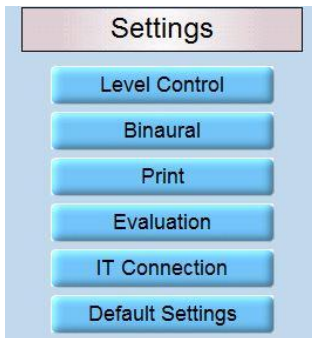 Settings
Level Control
Binaural
Print
Evaluation
IT Connection
Default Settings